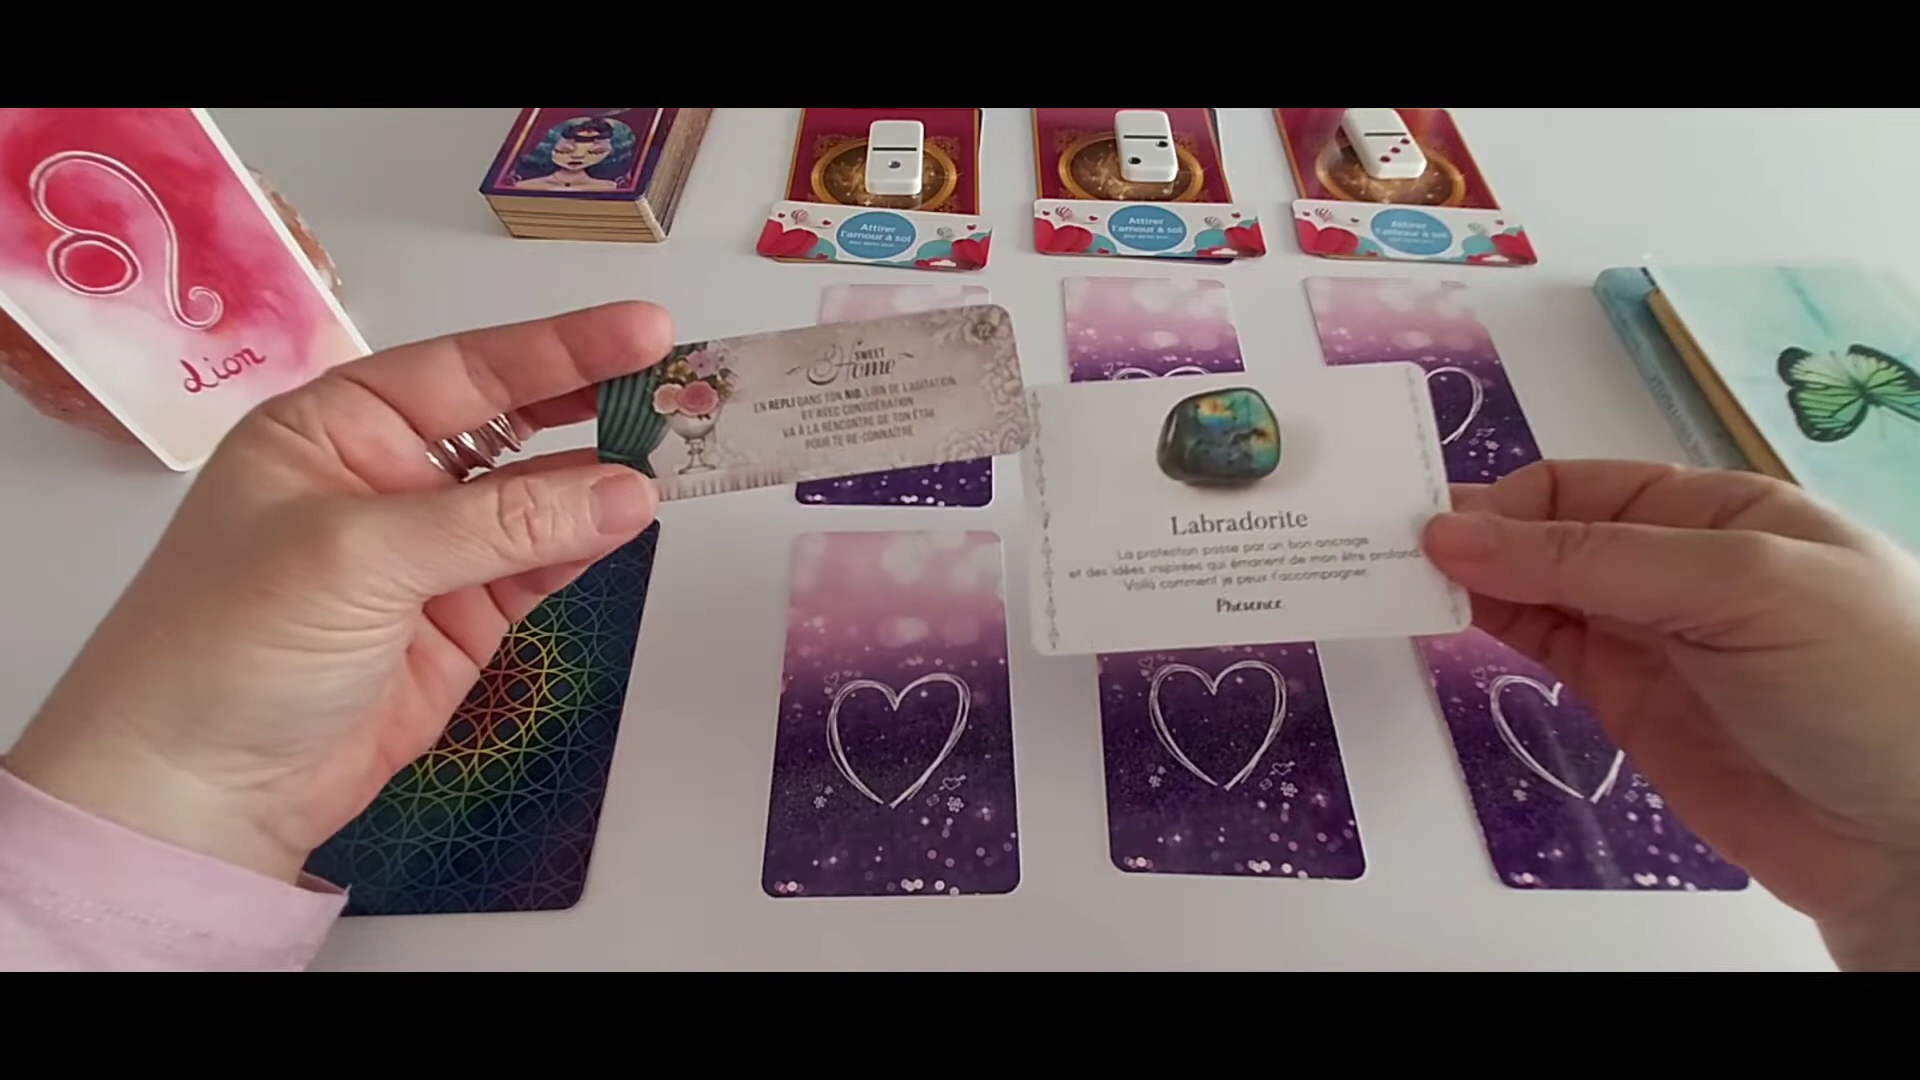 Attirer
l'amour à soi
Attirer
l'amour à soi
Attirer
l'amour à soi
Lion
SWEET
Home
EN REPLI DANS TON NID, LOIN DE L'AGITATION
ET AVEC CONSIDÉRATION
VA À LA RENCONTRE DE TON ÊTRE
POUR TE RE-CONNAÎTRE
Labradorite
La protection passe par un bon ancrage
et des idées inspirées qui émanent de mon être profond.
Voilà comment je peux t'accompagner.
Présence